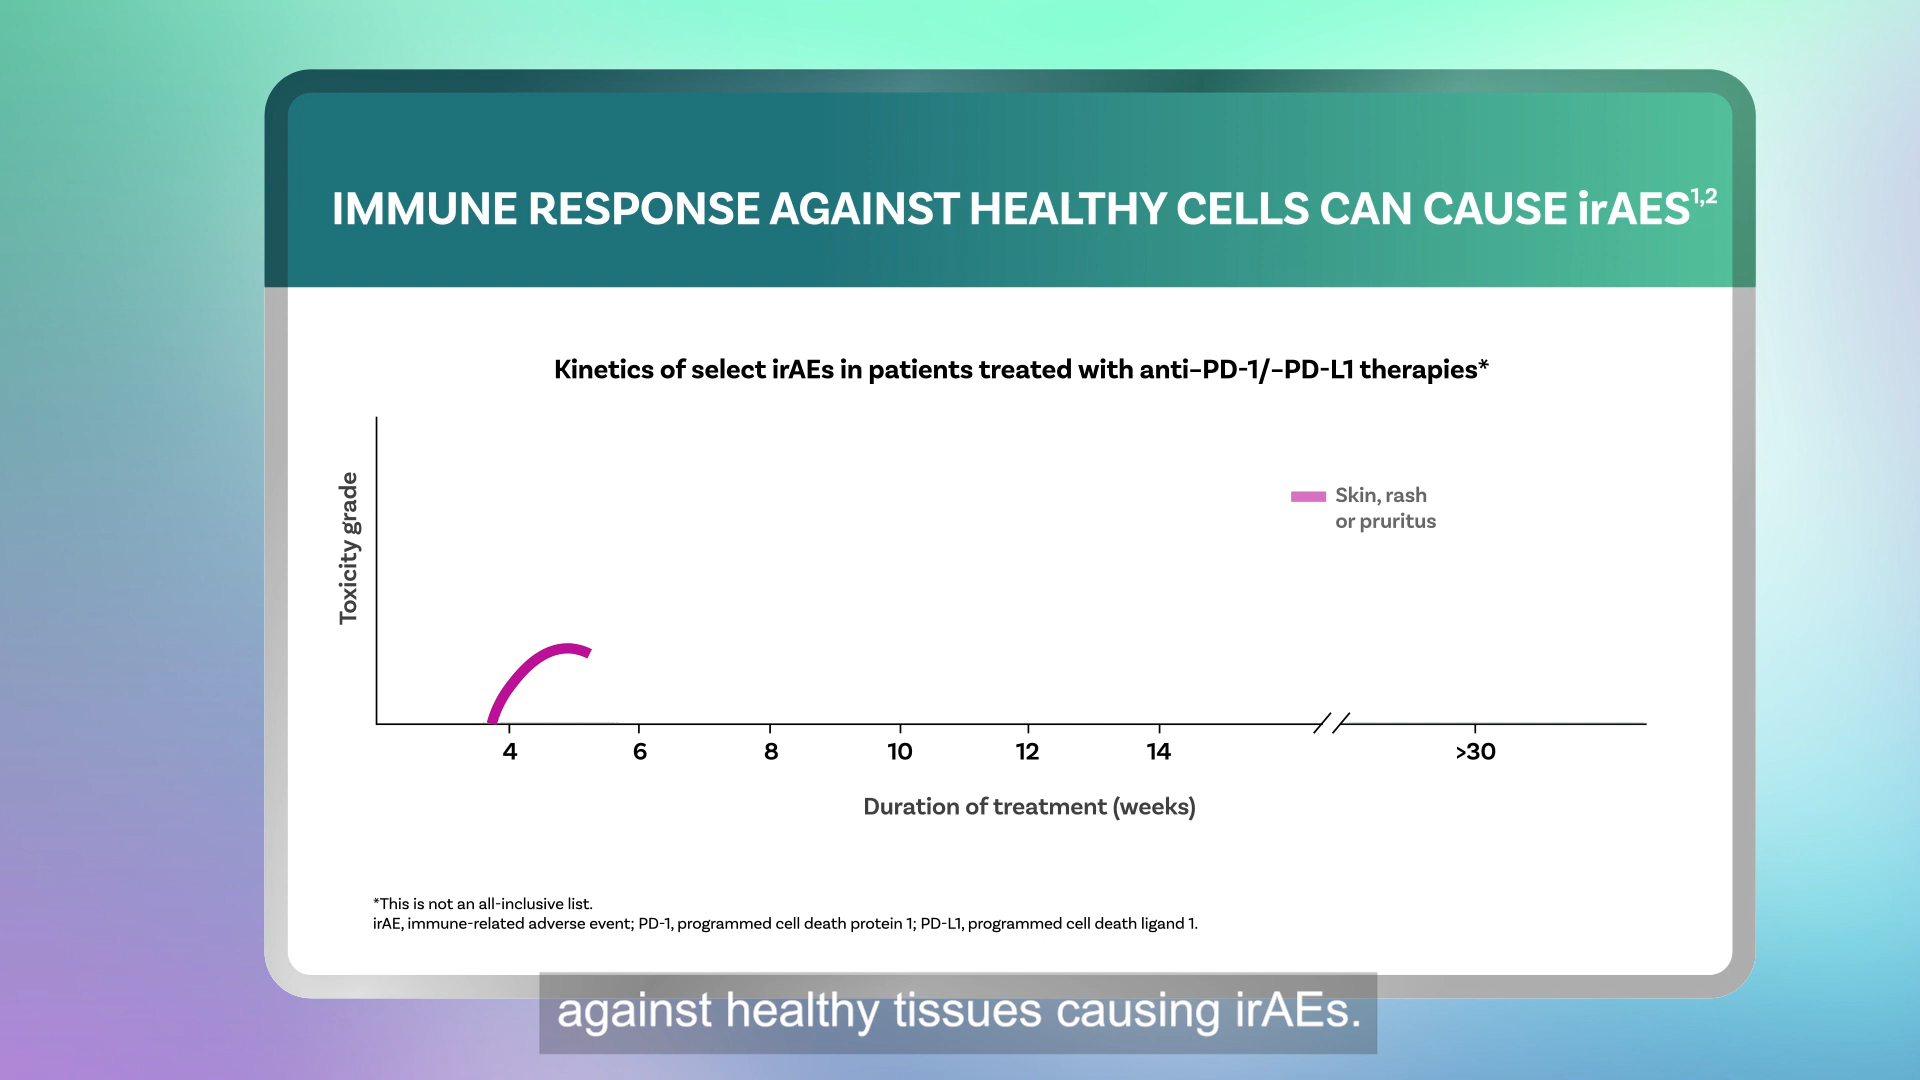 IMMUNE RESPONSE AGAINST HEALTHY CELLS CAN CAUSE irAES1,2
Kinetics of select irAEs in patients treated with anti–PD-1/–PD-L1 therapies*
Toxicity grade
Skin, rash
or pruritus
4 6 8 10 12 14 >30
Duration of treatment (weeks)
*This is not an all-inclusive list.
irAE, immune-related adverse event; PD-1, programmed cell death protein 1; PD-L1, programmed cell death ligand 1.
against healthy tissues causing irAEs.